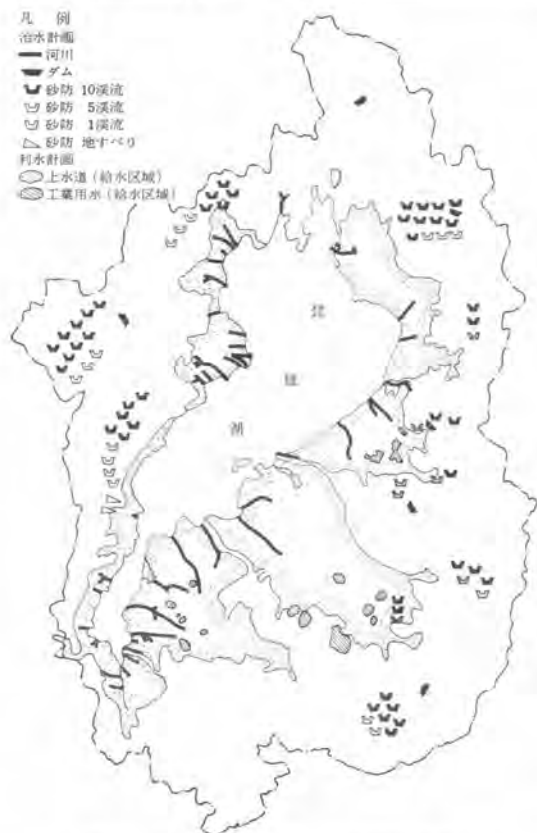 凡 例
治水計画
河川
ダム
砂防 10渓流
砂防 5渓流
砂防 1渓流
砂防 地すべり
利水計画
上水道（給水区域）
工業用水（給水区域）
琵
琶
湖